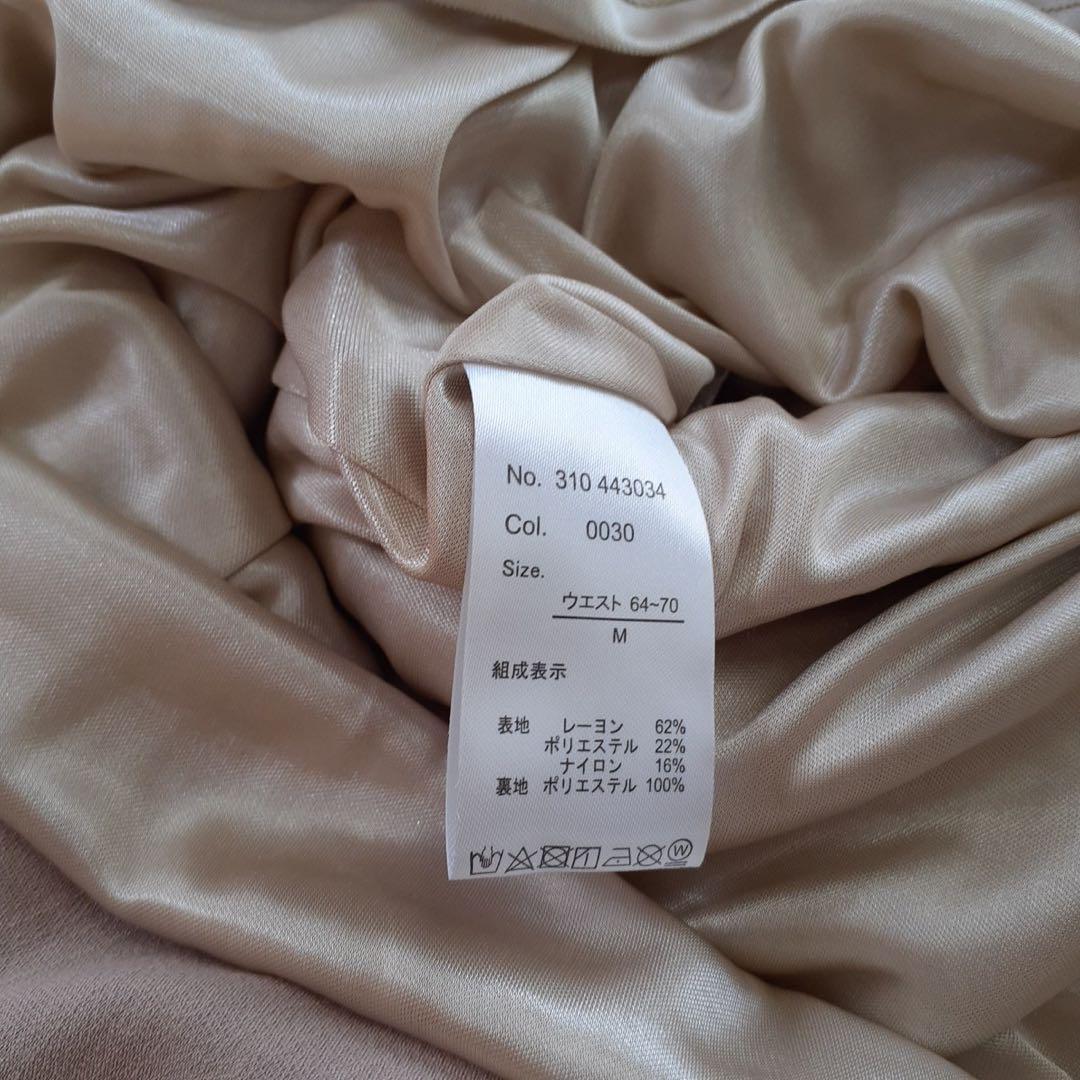 No. 310 443034
Col. 0030
Size.
ウエスト 64~70
M
組成表示
表地 レーヨン 62%
ポリエステル 22%
ナイロン 16%
裏地 ポリエステル 100%
W